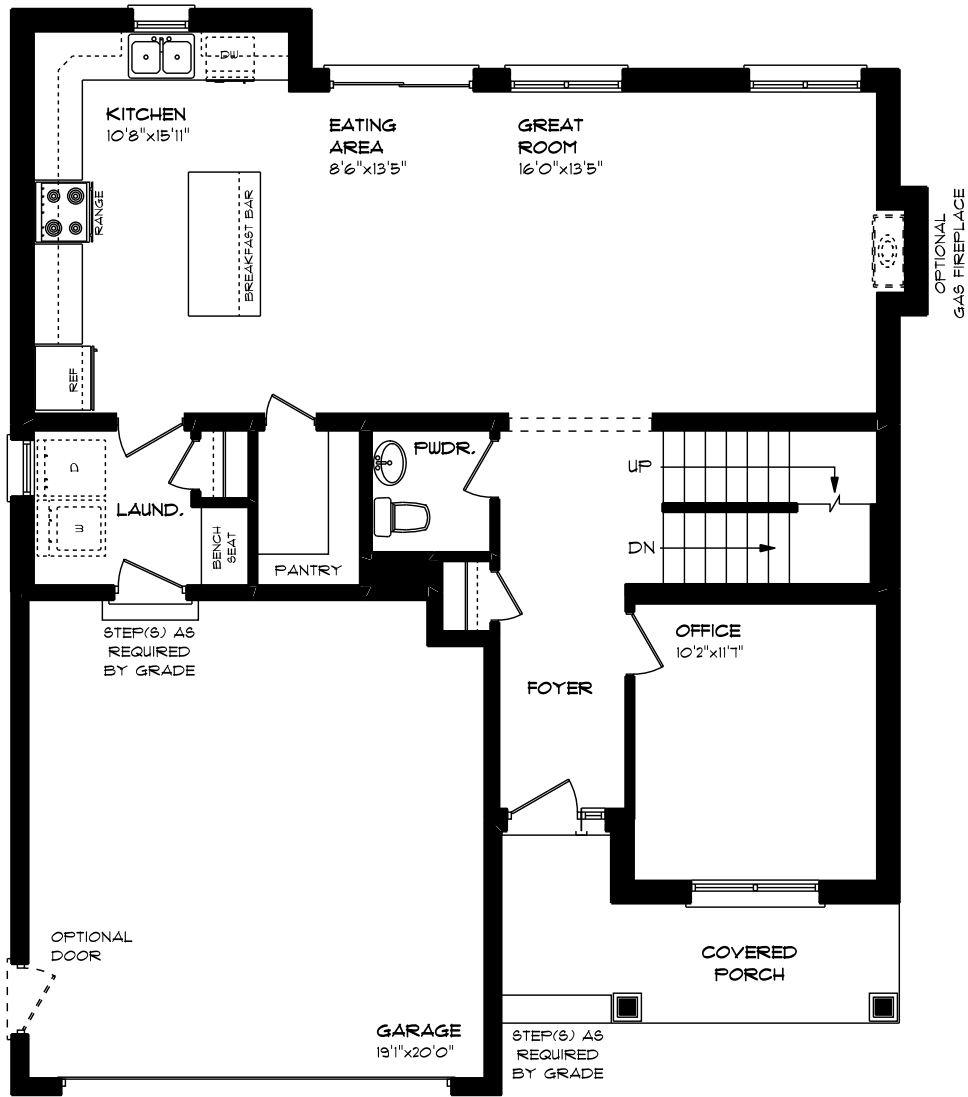 DW
KITCHEN
10'8"x15'11"
EATING
AREA
8'6"x13'5"
GREAT
ROOM
16'0"x13'5"
RANGE
BREAKFAST BAR
OPTIONAL
GAS FIREPLACE
REF
PWDR.
UP
D
LAUND.
W
BENCH
SEAT
PANTRY
DN
STEP(S) AS
REQUIRED
BY GRADE
OFFICE
10'2"x11'7"
FOYER
OPTIONAL
DOOR
COVERED
PORCH
GARAGE
19'1"x20'0"
STEP(S) AS
REQUIRED
BY GRADE